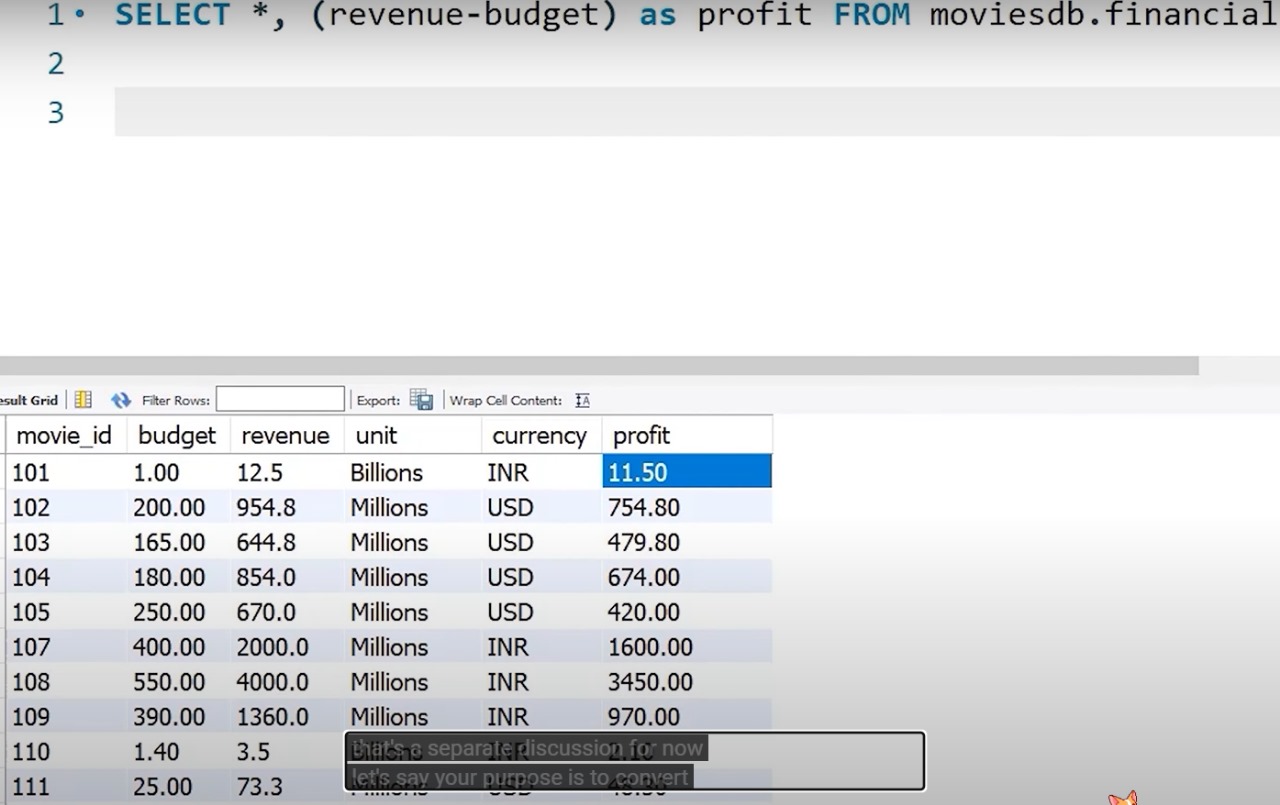 1 SELECT *, (revenue-budget) as profit FROM moviesdb.financial
2
3
esult Grid Filter Rows: Export: Wrap Cell Content:
movie_id budget revenue unit currency profit
101 1.00 12.5 Billions INR 11.50
102 200.00 954.8 Millions USD 754.80
103 165.00 644.8 Millions USD 479.80
104 180.00 854.0 Millions USD 674.00
105 250.00 670.0 Millions USD 420.00
107 400.00 2000.0 Millions INR 1600.00
108 550.00 4000.0 Millions INR 3450.00
109 390.00 1360.0 Millions INR 970.00
110 1.40 3.5 Billions INR 2.10
111 25.00 73.3 Millions USD 48.30
that's a separate discussion for now
let's say your purpose is to convert